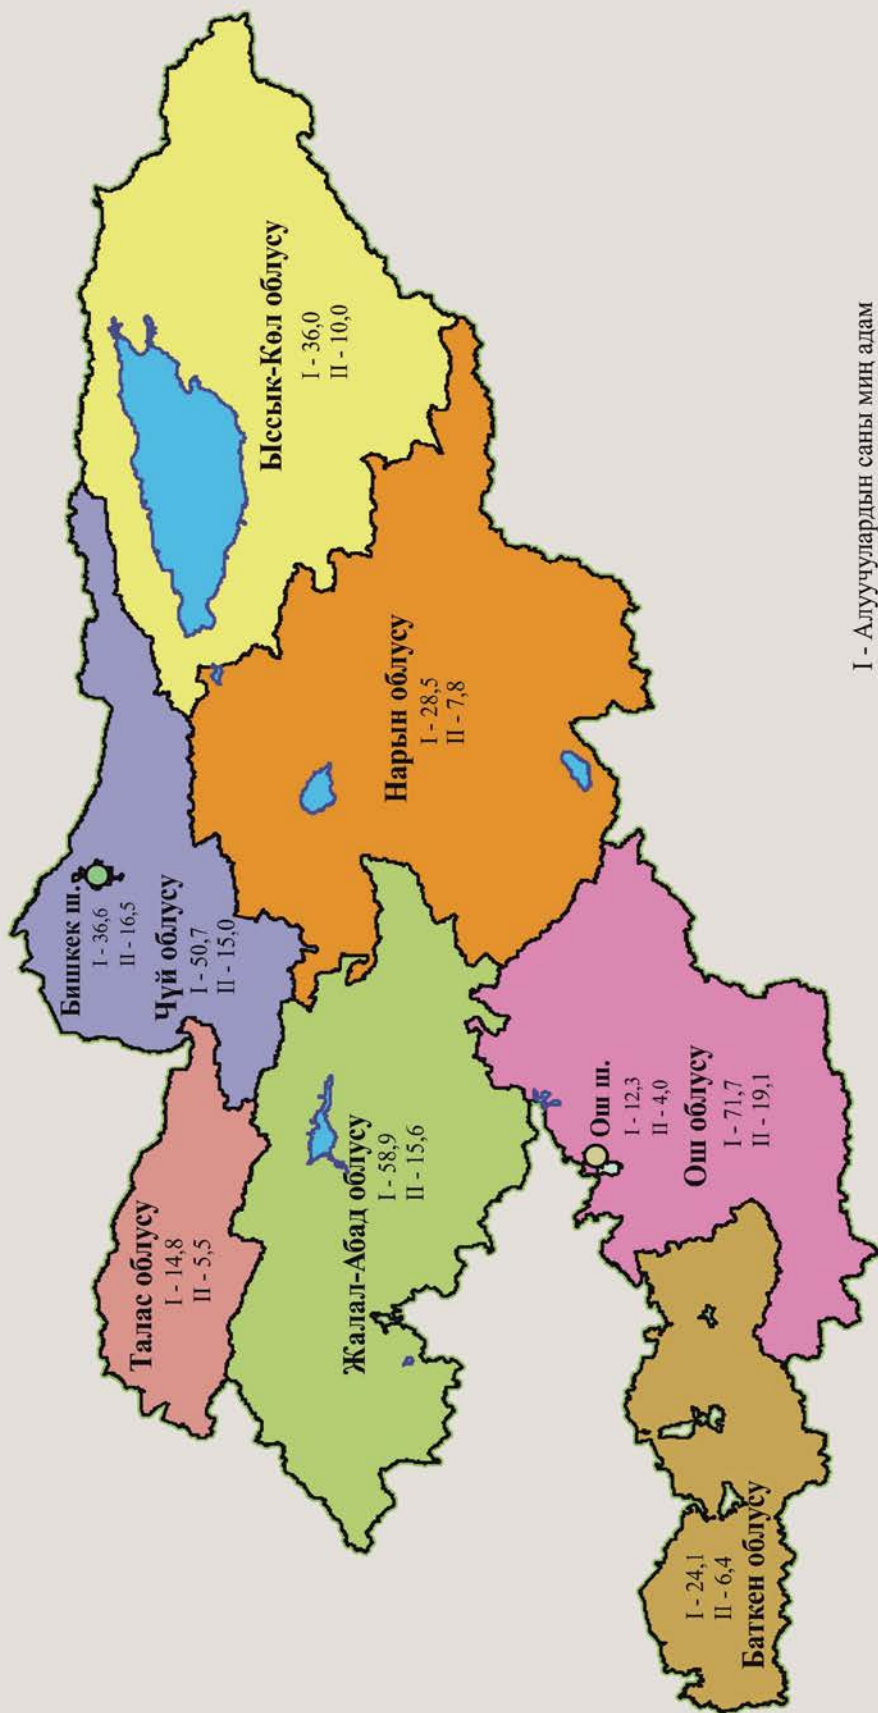 Бишкек ш.
I - 36,6
II - 16,5
Чүй облусу
I - 50,7
II - 15,0
Талас облусу
I - 14,8
II - 5,5
Ыссык-Көл облусу
I - 36,0
II - 10,0
Нарын облусу
I - 28,5
II - 7,8
Жалал-Абад облусу
I - 58,9
II - 15,6
Ош ш.
I - 12,3
II - 4,0
Ош облусу
I - 71,7
II - 19,1
I - 24,1
II - 6,4
Баткен облусу
I - Алуучулардын саны миң адам